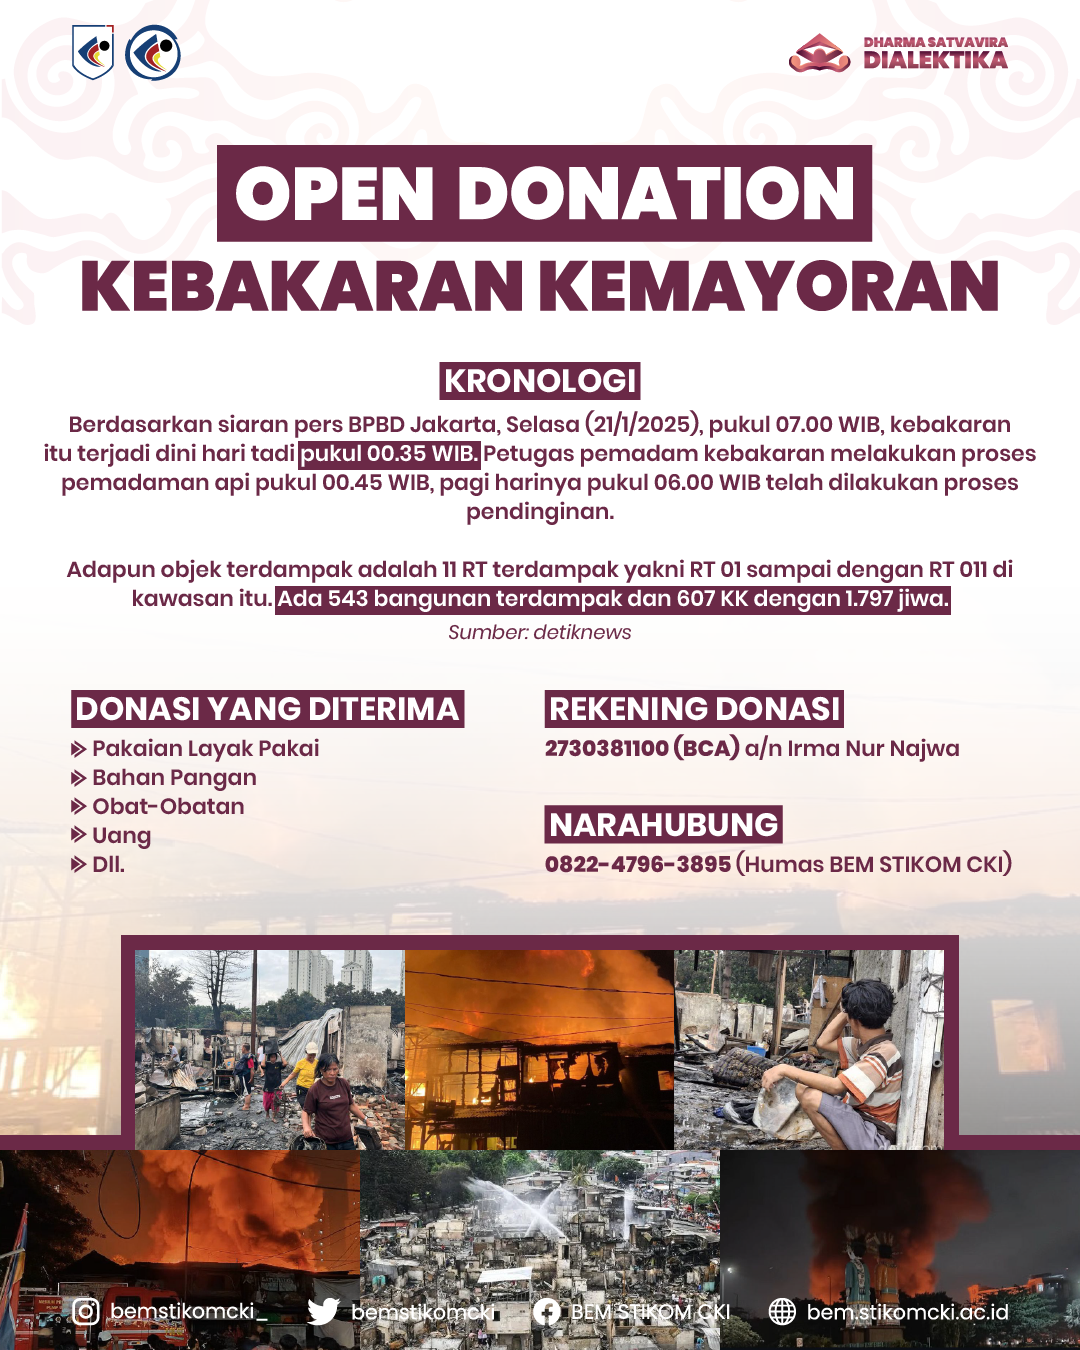 DHARMA SATVAVIRA
DIALEKTIKA
OPEN DONATION
KEBAKARAN KEMAYORAN
KRONOLOGI
Berdasarkan siaran pers BPBD Jakarta, Selasa (21/1/2025), pukul 07.00 WIB, kebakaran
itu terjadi dini hari tadi pukul 00.35 WIB. Petugas pemadam kebakaran melakukan proses
pemadaman api pukul 00.45 WIB, pagi harinya pukul 06.00 WIB telah dilakukan proses
pendinginan.
Adapun objek terdampak adalah 11 RT terdampak yakni RT 01 sampai dengan RT 011 di
kawasan itu. Ada 543 bangunan terdampak dan 607 KK dengan 1.797 jiwa.
Sumber: detiknews
DONASI YANG DITERIMA
Pakaian Layak Pakai
Bahan Pangan
Obat-Obatan
Uang
Dll.
REKENING DONASI
2730381100 (BCA) a/n Irma Nur Najwa
NARAHUBUNG
0822-4796-3895 (Humas BEM STIKOM CKI)
bemstikomcki_
bemstikomcki
BEM STIKOM CKI
bem.stikomcki.ac.id